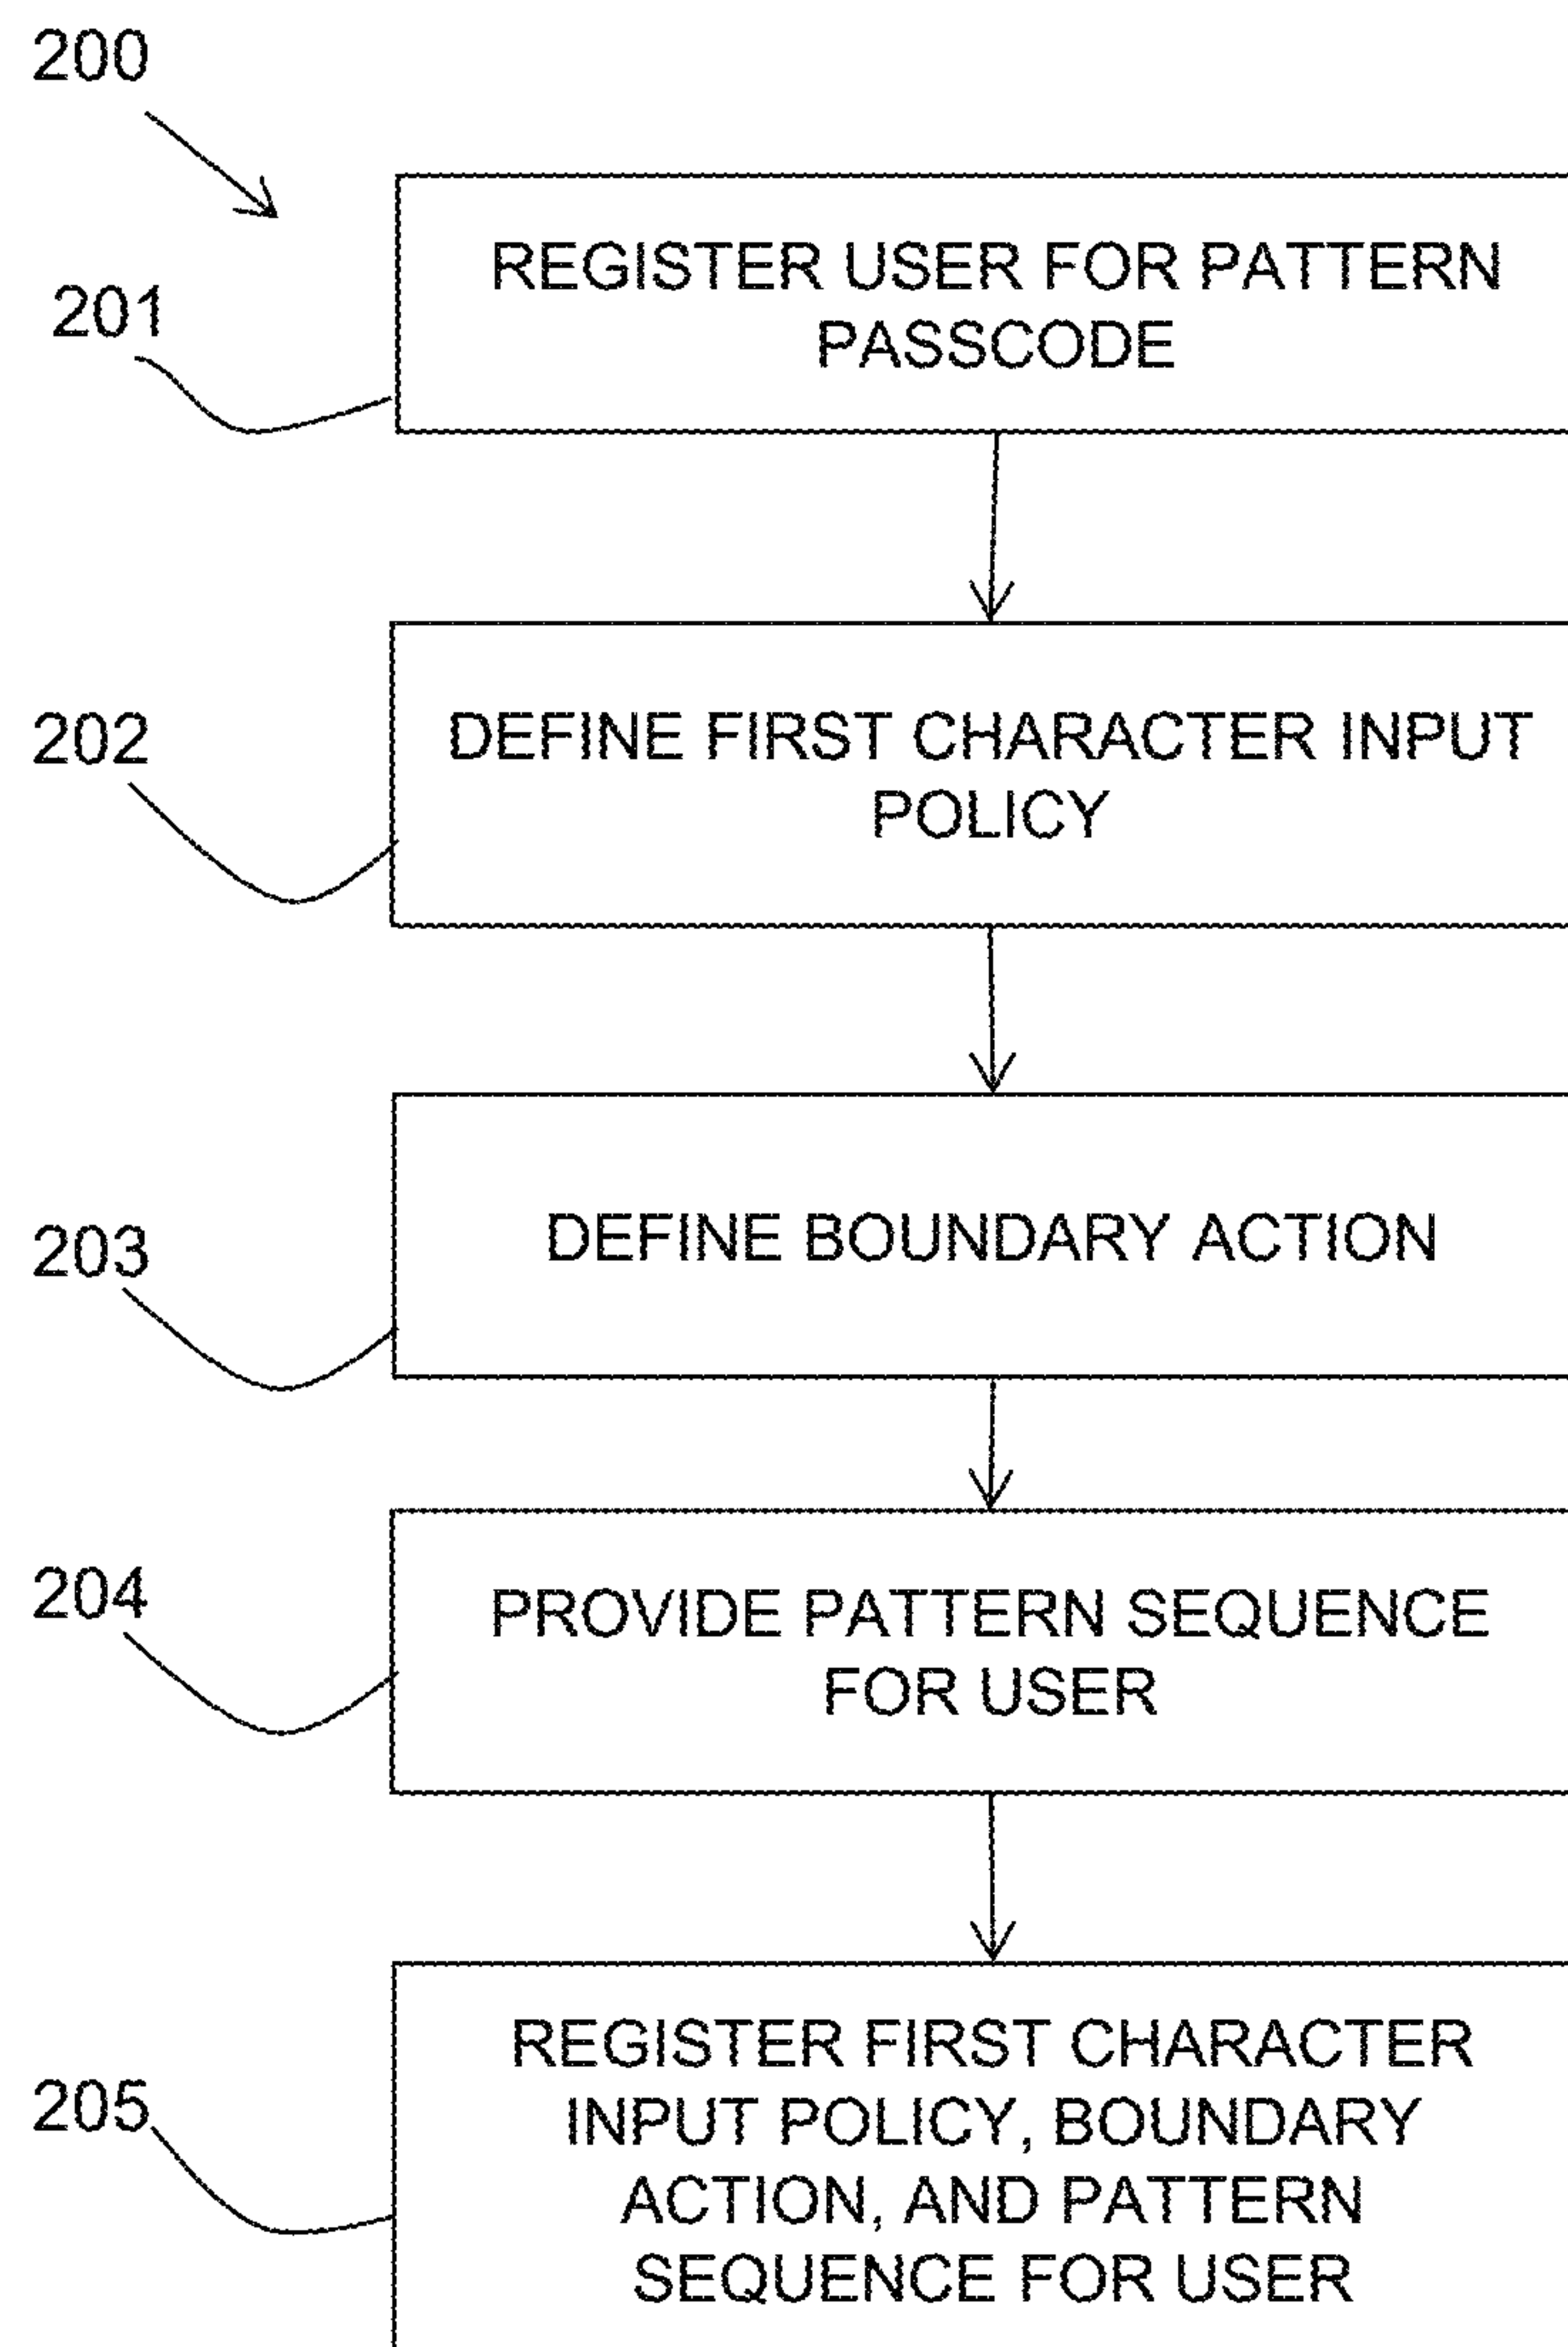 200
201
REGISTER USER FOR PATTERN
PASSCODE
202
DEFINE FIRST CHARACTER INPUT
POLICY
203
DEFINE BOUNDARY ACTION
204
PROVIDE PATTERN SEQUENCE
FOR USER
205
REGISTER FIRST CHARACTER
INPUT POLICY, BOUNDARY
ACTION, AND PATTERN
SEQUENCE FOR USER